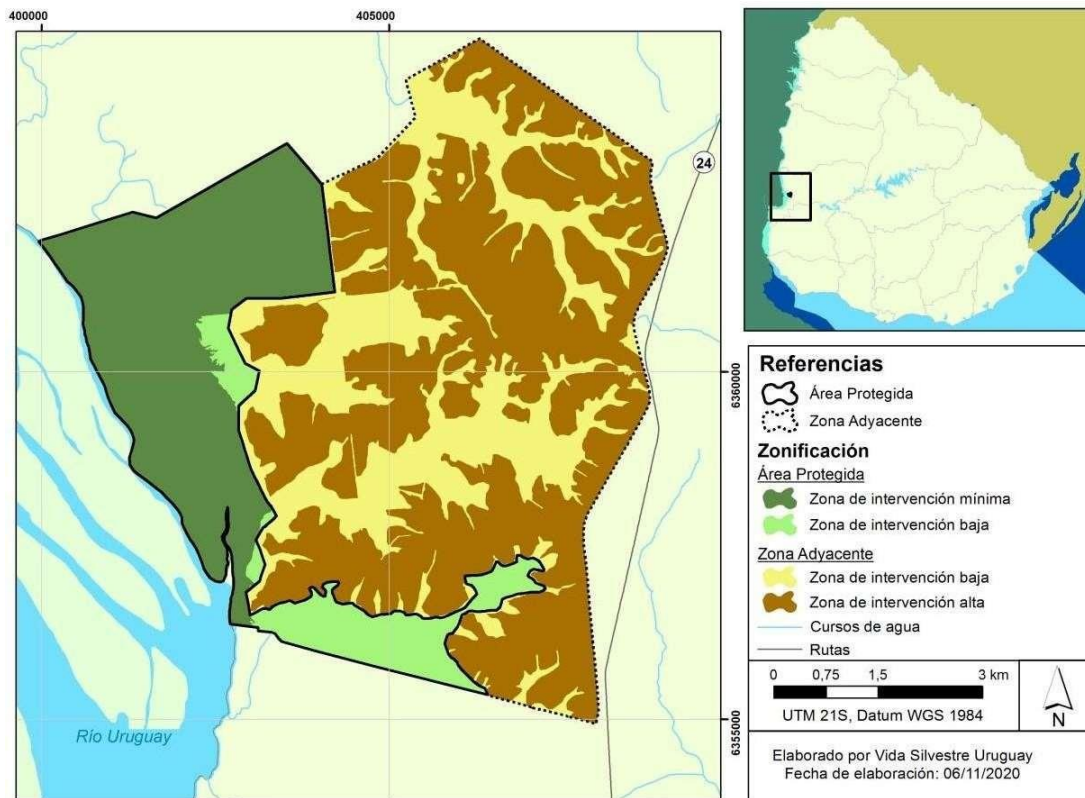 400000
405000
24
6360000
6355000
Río Uruguay
Referencias
Área Protegida
Zona Adyacente
Zonificación
Área Protegida
Zona de intervención mínima
Zona de intervención baja
Zona Adyacente
Zona de intervención baja
Zona de intervención alta
Cursos de agua
Rutas
0 0,75 1,5 3 km
UTM 21S, Datum WGS 1984
N
Elaborado por Vida Silvestre Uruguay
Fecha de elaboración: 06/11/2020